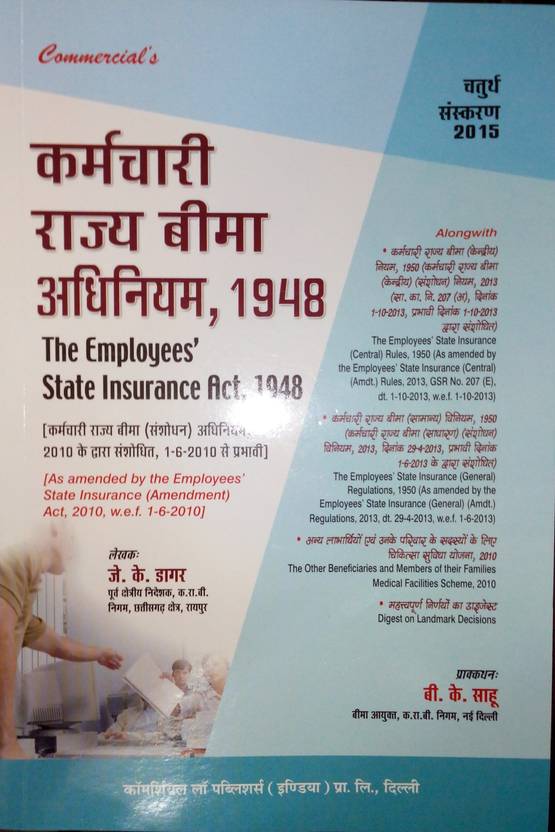 Commercial's
चतुर्थ
संस्करण
2015
कर्मचारी
राज्य बीमा
अधिनियम, 1948
The Employees'
State Insurance Act, 1948
[कर्मचारी राज्य बीमा (संशोधन) अधिनियम,
2010 के द्वारा संशोधित, 1-6-2010 से प्रभावी]
[As amended by the Employees'
State Insurance (Amendment)
Act, 2010, w.e.f. 1-6-2010]
लेखकः
जे. के. डागर
पूर्व क्षेत्रीय निदेशक, क.रा.बी.
निगम, छत्तीसगढ़ क्षेत्र, रायपुर
Alongwith
• कर्मचारी राज्य बीमा (केन्द्रीय)
नियम, 1950 (कर्मचारी राज्य बीमा
(केन्द्रीय) (संशोधन) नियम, 2013
(सा. का. नि. 207 (अ), दिनांक
1-10-2013, प्रभावी दिनांक 1-10-2013
द्वारा संशोधित)
The Employees' State Insurance
(Central) Rules, 1950 (As amended by
the Employees' State Insurance (Central)
(Amdt.) Rules, 2013, GSR No. 207 (E),
dt. 1-10-2013, w.e.f. 1-10-2013)
• कर्मचारी राज्य बीमा (सामान्य) विनियम, 1950
(कर्मचारी राज्य बीमा (साधारण) (संशोधन)
विनियम, 2013, दिनांक 29-4-2013, प्रभावी दिनांक
1-6-2013 के द्वारा संशोधित)
The Employees' State Insurance (General)
Regulations, 1950 (As amended by the
Employees' State Insurance (General) (Amdt.)
Regulations, 2013, dt. 29-4-2013, w.e.f. 1-6-2013)
• अन्य लाभार्थियों एवं उनके परिवार के सदस्यों के लिए
चिकित्सा सुविधा योजना, 2010
The Other Beneficiaries and Members of their Families
Medical Facilities Scheme, 2010
• महत्त्वपूर्ण निर्णयों का डाइजेस्ट
Digest on Landmark Decisions
प्राक्कथनः
बी. के. साहू
बीमा आयुक्त, क.रा.बी. निगम, नई दिल्ली
कॉमर्शियल लॉ पब्लिशर्स ( इण्डिया ) प्रा. लि., दिल्ली